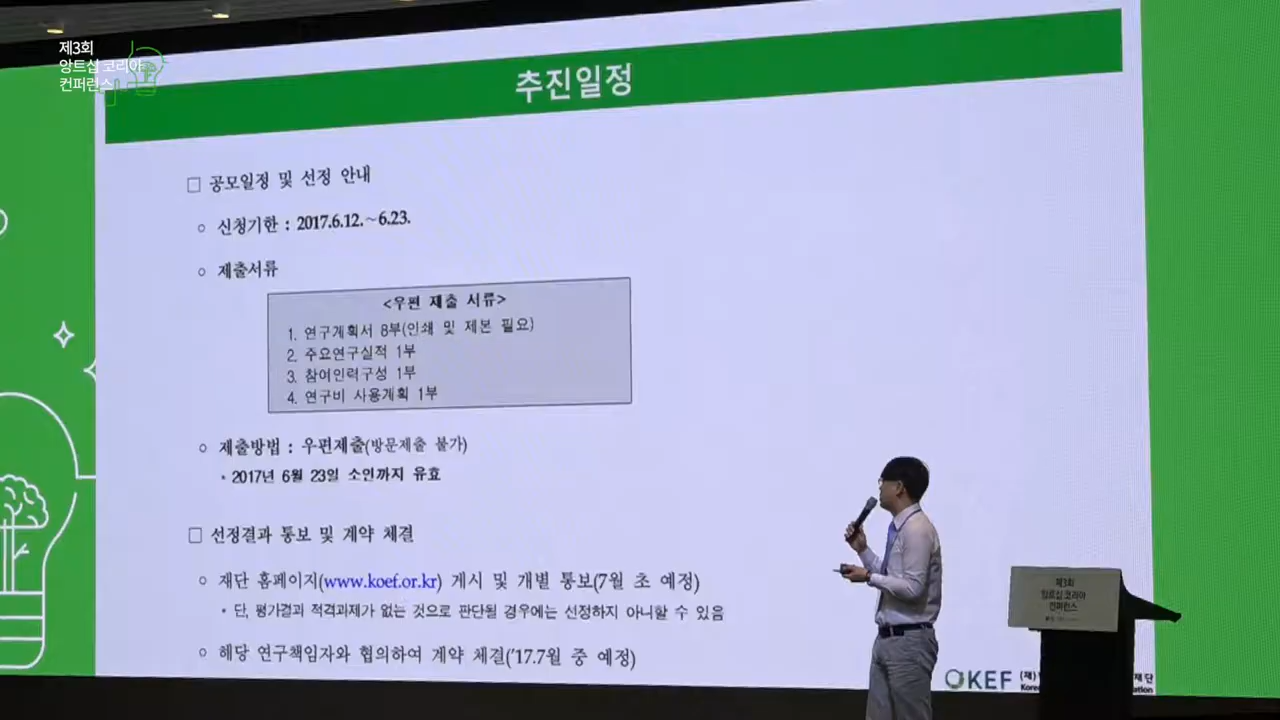 제3회
앙트십 코리아
컨퍼런스
추진일정
□ 공모일정 및 선정 안내
○ 신청기한 : 2017.6.12.~6.23.
○ 제출서류
<우편 제출 서류>
1. 연구계획서 8부(인쇄 및 제본 필요)
2. 주요연구실적 1부
3. 참여인력구성 1부
4. 연구비 사용계획 1부
○ 제출방법 : 우편제출(방문제출 불가)
* 2017년 6월 23일 소인까지 유효
□ 선정결과 통보 및 계약 체결
○ 재단 홈페이지(www.koef.or.kr) 게시 및 개별 통보(7월 초 예정)
* 단, 평가결과 적격과제가 없는 것으로 판단될 경우에는 선정하지 아니할 수 있음
○ 해당 연구책임자와 협의하여 계약 체결('17.7월 중 예정)
제3회
앙트십 코리아
컨퍼런스
OKEF (재) 재단